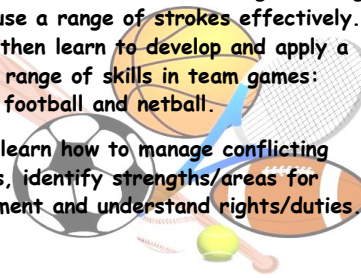 use a range of strokes effectively.
then learn to develop and apply a
range of skills in team games:
football and netball.
learn how to manage conflicting
, identify strengths/areas for
ment and understand rights/duties.